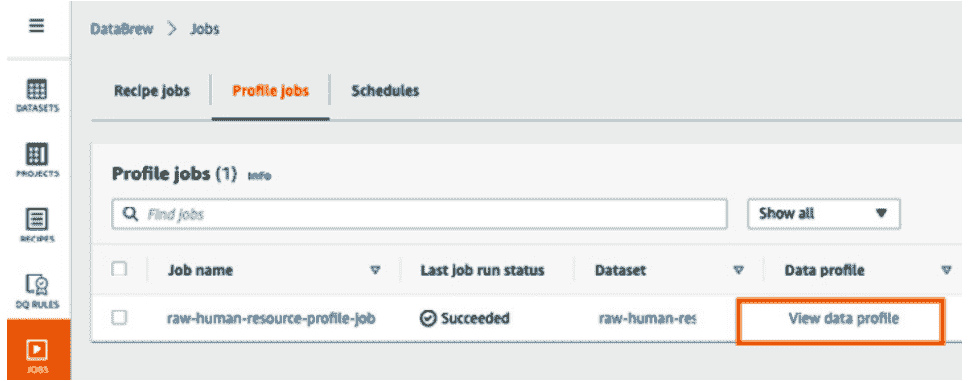 DataBrew > Jobs
Recipe jobs Profile jobs Schedules
DATASETS
PROJECTS
Profile jobs (1) Info
Find jobs Show all
RECIPES
Job name Last job run status Dataset Data profile
DQ RULES
raw-human-resource-profile-job Succeeded raw-human-res View data profile
JOBS